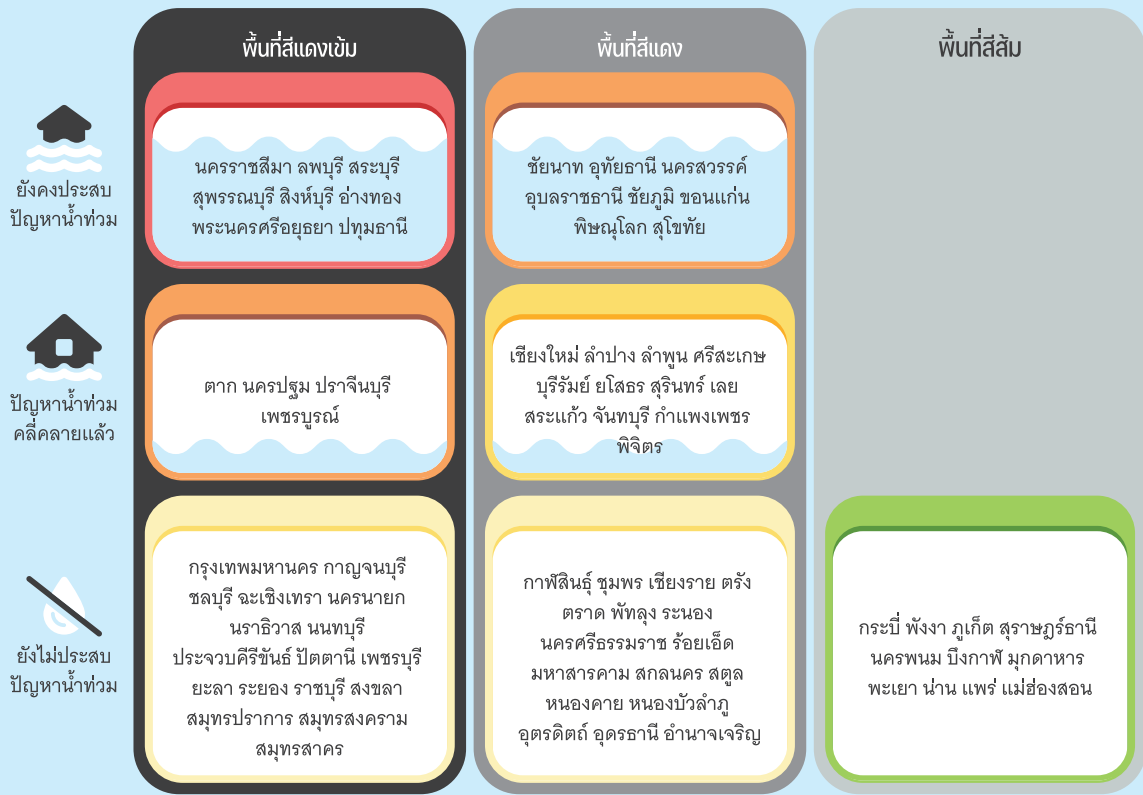 พื้นที่สีแดงเข้ม
พื้นที่สีแดง
พื้นที่สีส้ม
ยังคงประสบ
ปัญหาน้ำท่วม
นครราชสีมา ลพบุรี สระบุรี
สุพรรณบุรี สิงห์บุรี อ่างทอง
พระนครศรีอยุธยา ปทุมธานี
ชัยนาท อุทัยธานี นครสวรรค์
อุบลราชธานี ชัยภูมิ ขอนแก่น
พิษณุโลก สุโขทัย
ปัญหาน้ำท่วม
คลี่คลายแล้ว
ตาก นครปฐม ปราจีนบุรี
เพชรบูรณ์
เชียงใหม่ ลำปาง ลำพูน ศรีสะเกษ
บุรีรัมย์ ยโสธร สุรินทร์ เลย
สระแก้ว จันทบุรี กำแพงเพชร
พิจิตร
ยังไม่ประสบ
ปัญหาน้ำท่วม
กรุงเทพมหานคร กาญจนบุรี
ชลบุรี ฉะเชิงเทรา นครนายก
นราธิวาส นนทบุรี
ประจวบคีรีขันธ์ ปัตตานี เพชรบุรี
ยะลา ระยอง ราชบุรี สงขลา
สมุทรปราการ สมุทรสงคราม
สมุทรสาคร
กาฬสินธุ์ ชุมพร เชียงราย ตรัง
ตราด พัทลุง ระนอง
นครศรีธรรมราช ร้อยเอ็ด
มหาสารคาม สกลนคร สตูล
หนองคาย หนองบัวลำภู
อุตรดิตถ์ อุดรธานี อำนาจเจริญ
กระบี่ พังงา ภูเก็ต สุราษฎร์ธานี
นครพนม บึงกาฬ มุกดาหาร
พะเยา น่าน แพร่ แม่ฮ่องสอน